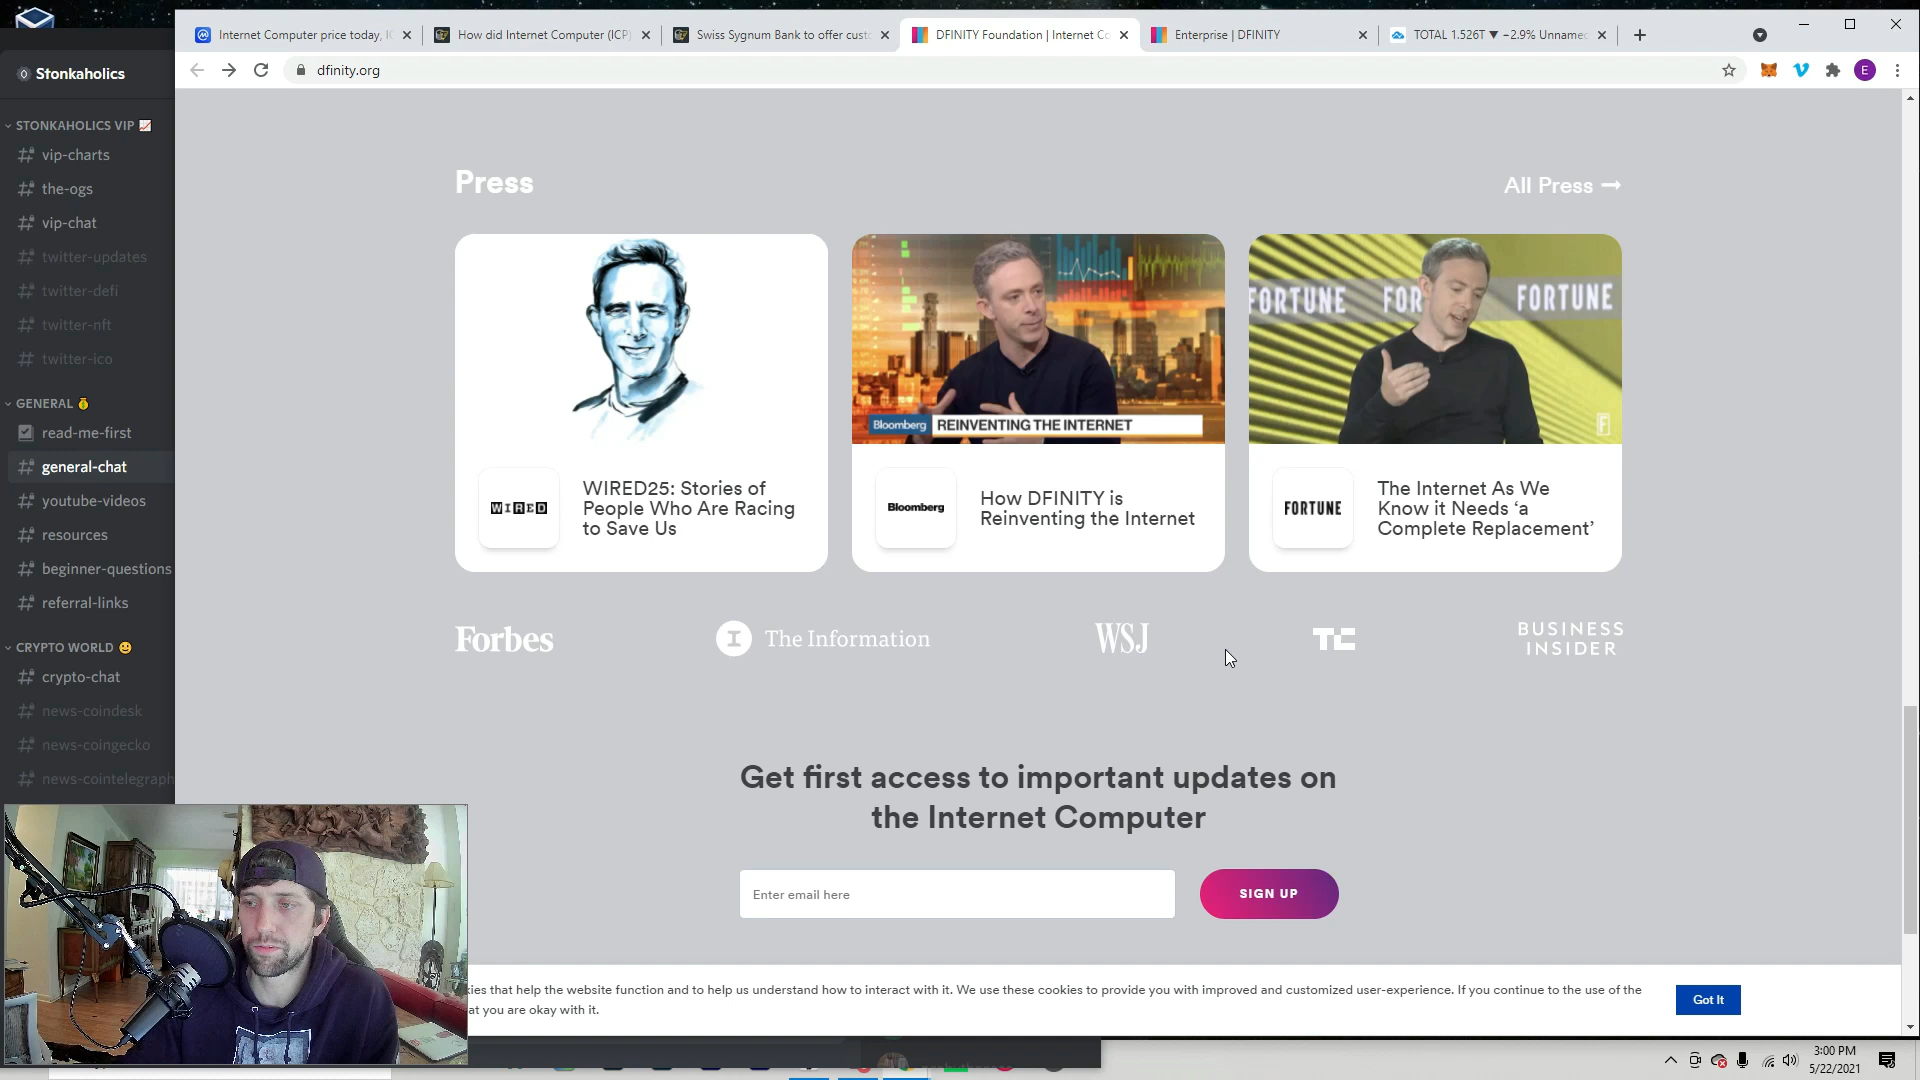 Internet Computer price today, IC
How did Internet Computer (ICP)
Swiss Sygnum Bank to offer cust
DFINITY Foundation | Internet Co
Enterprise | DFINITY
TOTAL 1.526T ▼ −2.9% Unnamed
dfinity.org
E
Stonkaholics
STONKAHOLICS VIP
vip-charts
the-ogs
vip-chat
twitter-updates
twitter-defi
twitter-nft
twitter-ico
GENERAL
read-me-first
general-chat
youtube-videos
resources
beginner-questions
referral-links
CRYPTO WORLD
crypto-chat
news-coindesk
news-coingecko
news-cointelegraph
Press
All Press →
Bloomberg REINVENTING THE INTERNET
FORTUNE FOR FORTUNE
F
WIRED
WIRED25: Stories of
People Who Are Racing
to Save Us
Bloomberg
How DFINITY is
Reinventing the Internet
FORTUNE
The Internet As We
Know it Needs ‘a
Complete Replacement’
Forbes
I The Information
WSJ
TC
BUSINESS
INSIDER
Get first access to important updates on
the Internet Computer
Enter email here
SIGN UP
kies that help the website function and to help us understand how to interact with it. We use these cookies to provide you with improved and customized user-experience. If you continue to the use of the
at you are okay with it.
Got It
3:00 PM
5/22/2021